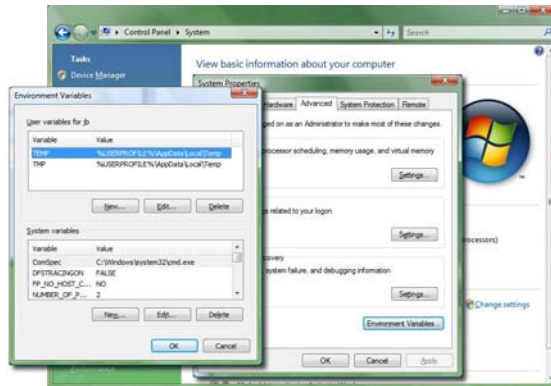 Control Panel ▸ System
Search
Tasks
Device Manager
View basic information about your computer
System Properties
Hardware
Advanced
System Protection
Remote
ged on as an Administrator to make most of these changes.
processor scheduling, memory usage, and virtual memory
Settings...
s related to your logon
Settings...
covery
system failure, and debugging information
Settings...
Environment Variables...
OK
Cancel
Apply
ocessors)
Change settings
Environment Variables
User variables for jb
Variable Value
TEMP %USERPROFILE%\AppData\Local\Temp
TMP %USERPROFILE%\AppData\Local\Temp
New... Edit... Delete
System variables
Variable Value
ComSpec C:\Windows\system32\cmd.exe
DFSTRACINGON FALSE
FP_NO_HOST_C... NO
NUMBER_OF_P... 2
New... Edit... Delete
OK Cancel